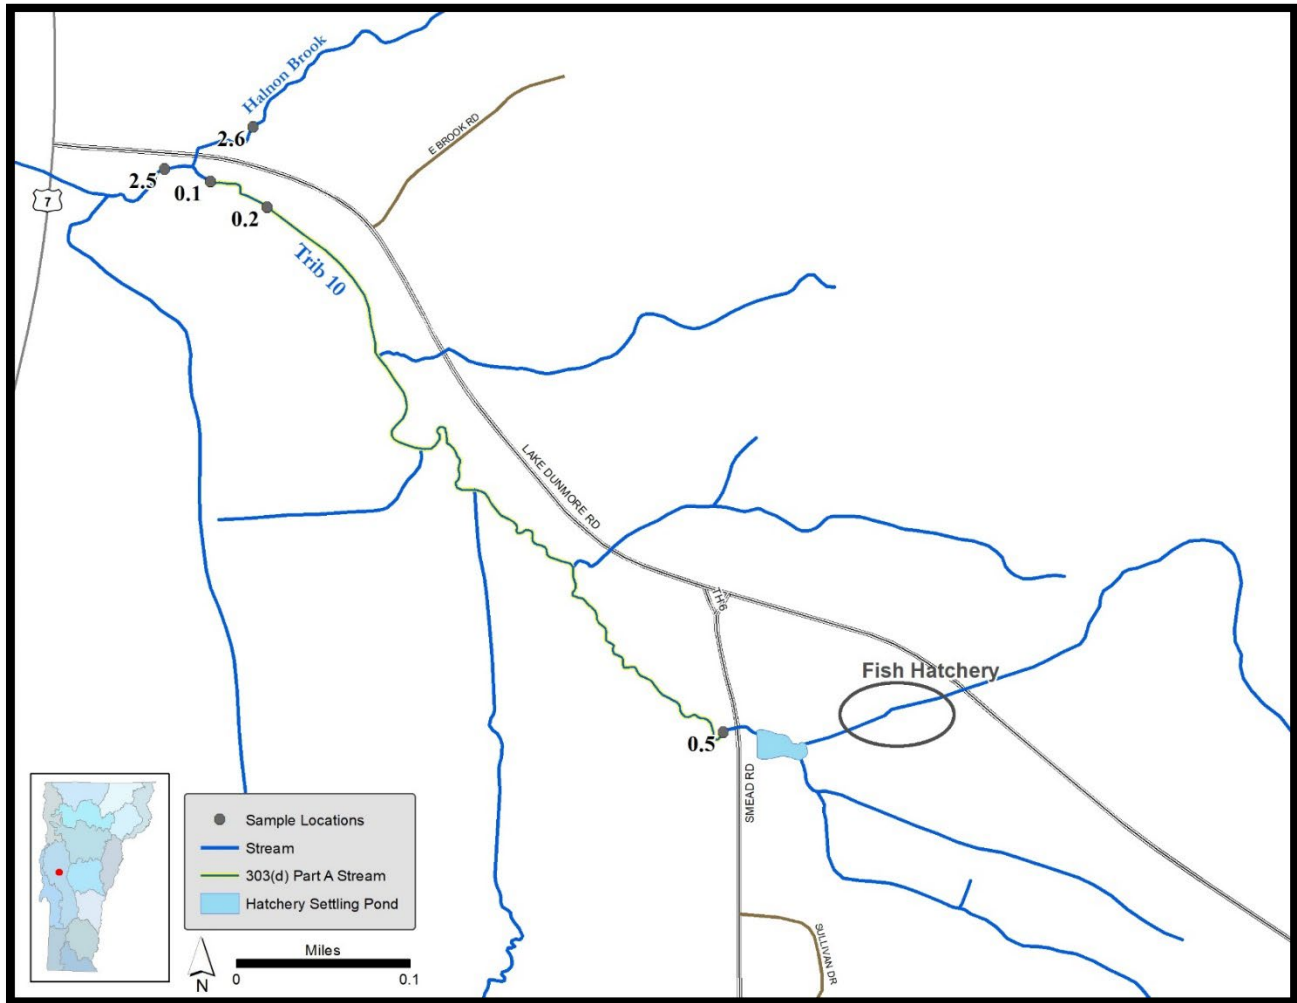 Halnon Brook
2.6
E BROOK RD
7
2.5
0.1
0.2
Trib 10
LAKE DUNMORE RD
TH 6
Fish Hatchery
0.5
SMEAD RD
SULLIVAN DR
Sample Locations
Stream
303(d) Part A Stream
Hatchery Settling Pond
N
Miles
0
0.1